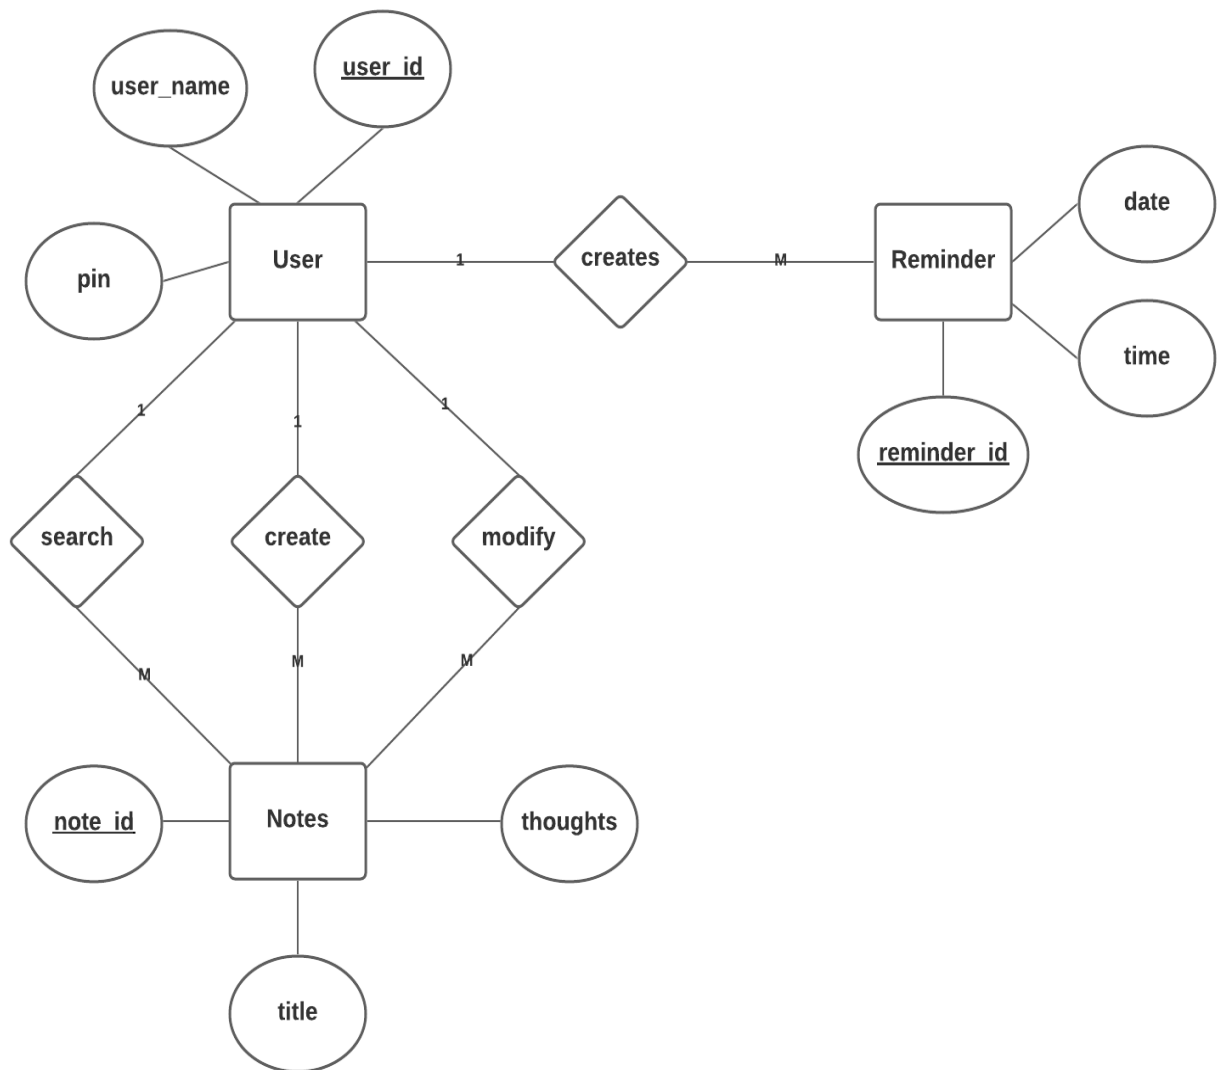 user_name
user_id
date
pin
User
1
creates
M
Reminder
time
1
1
1
reminder_id
search
create
modify
M
M
M
note_id
Notes
thoughts
title